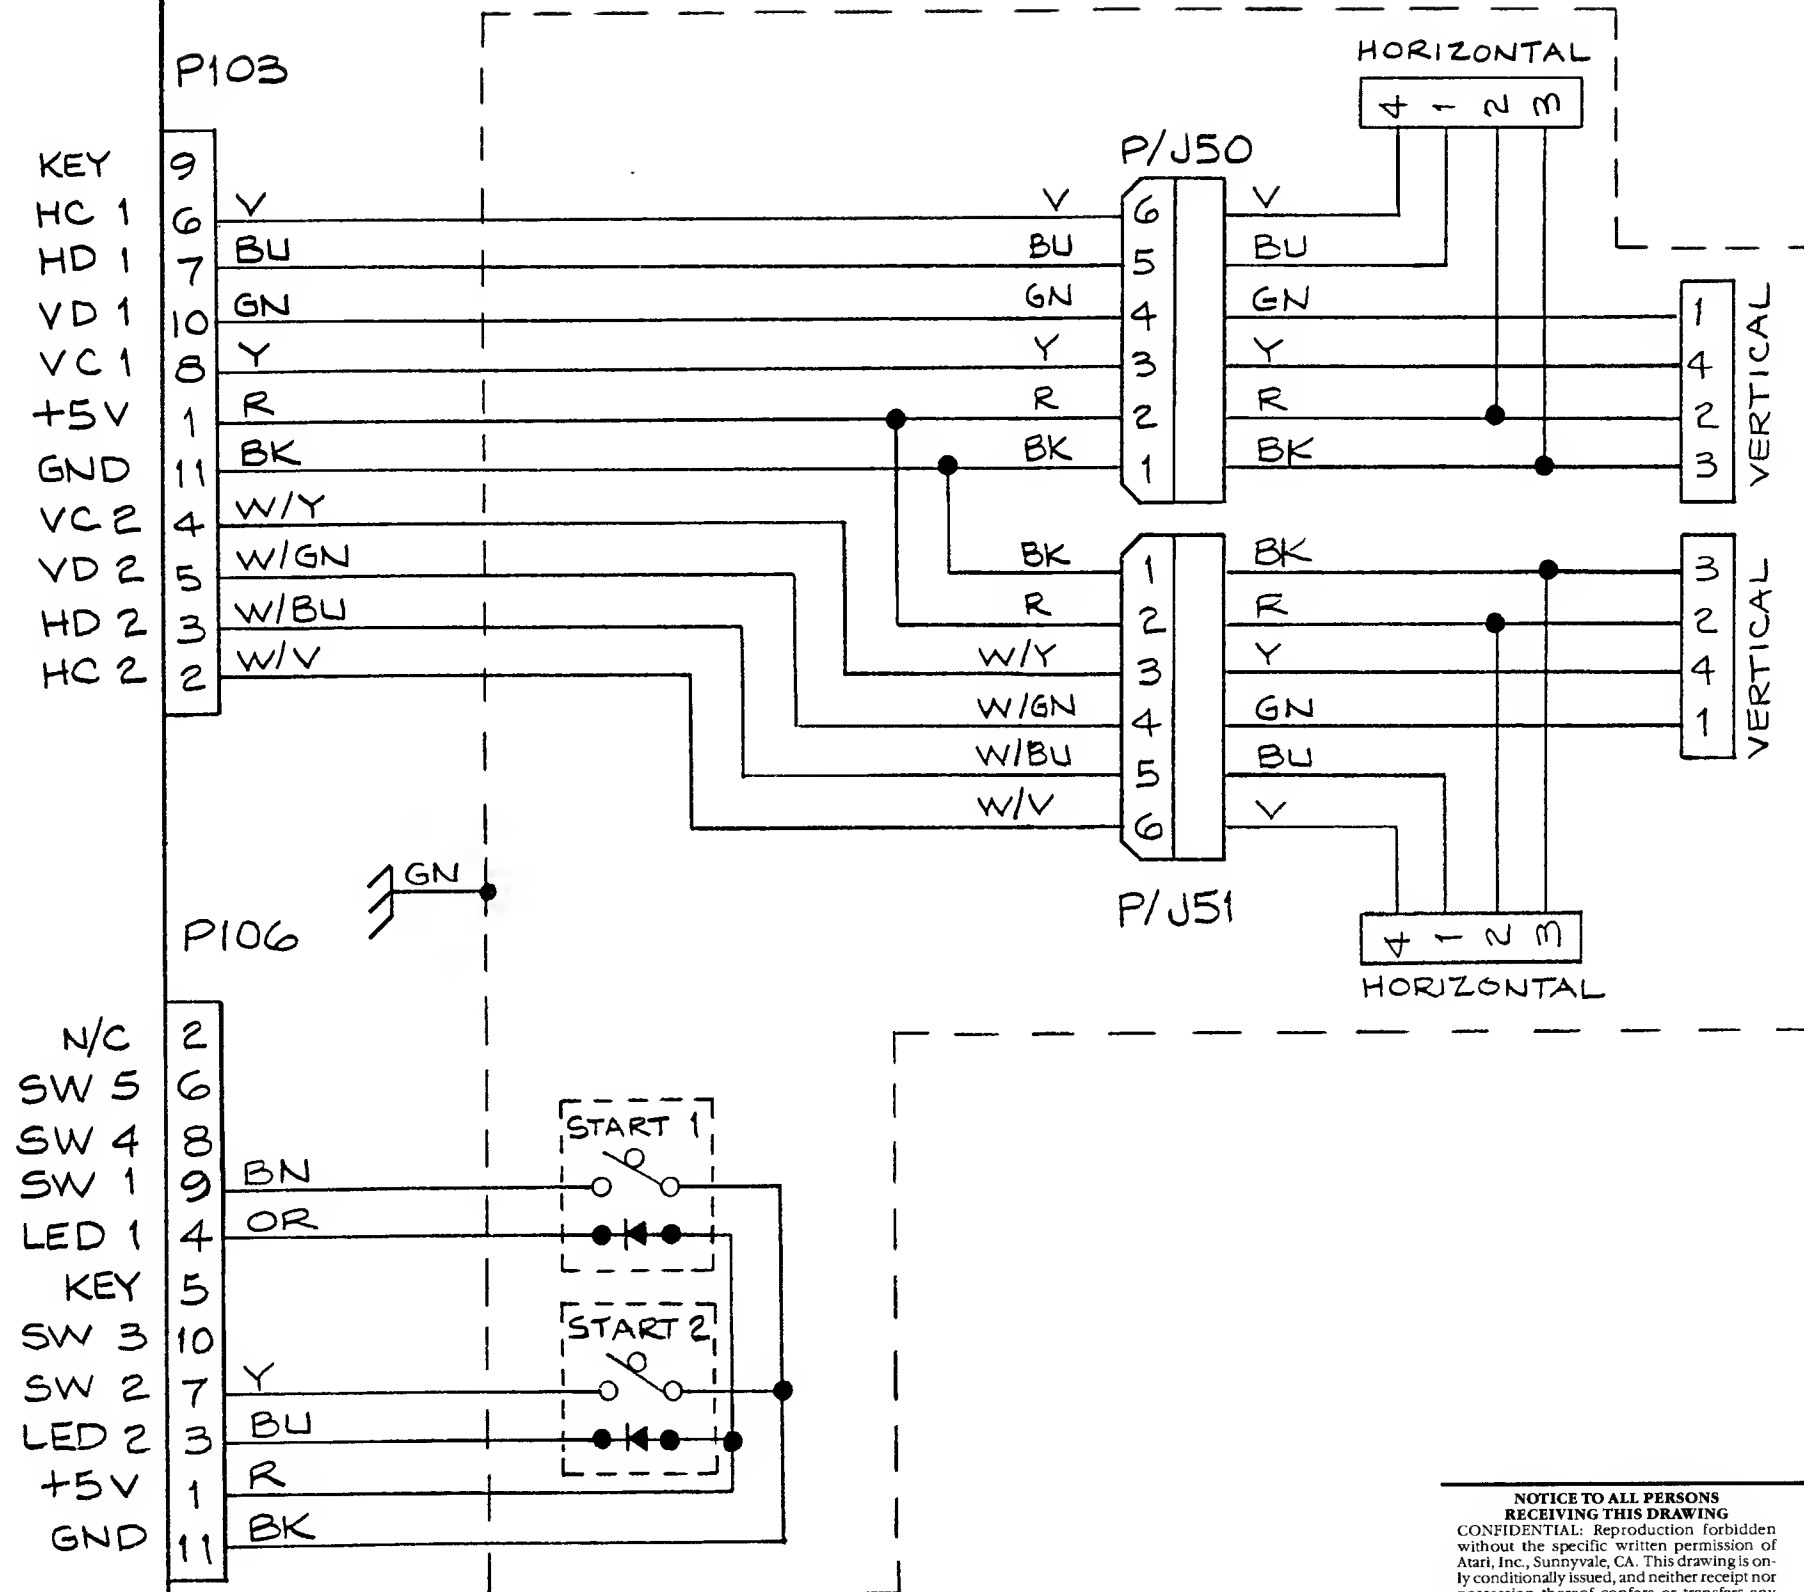 P103
HORIZONTAL
4 1 2 3
P/J50
KEY 9
HC 1 6 V V 6 V
HD 1 7 BU BU 5 BU
VD 1 10 GN GN 4 GN 1
VC 1 8 Y Y 3 Y 4
+5V 1 R R 2 R 2
GND 11 BK BK 1 BK 3
VERTICAL
VC 2 4 W/Y
VD 2 5 W/GN
HD 2 3 W/BU
HC 2 2 W/V
BK 1 BK 3
R 2 R 2
W/Y 3 Y 4
W/GN 4 GN 1
W/BU 5 BU
W/V 6 V
VERTICAL
P/J51
4 1 2 3
HORIZONTAL
GN
P106
N/C 2
SW 5 6
SW 4 8
START 1
SW 1 9 BN
LED 1 4 OR
KEY 5
SW 3 10
START 2
SW 2 7 Y
LED 2 3 BU
+5V 1 R
GND 11 BK
NOTICE TO ALL PERSONS
RECEIVING THIS DRAWING
CONFIDENTIAL: Reproduction forbidden
without the specific written permission of
Atari, Inc., Sunnyvale, CA. This drawing is on-
ly conditionally issued, and neither receipt nor